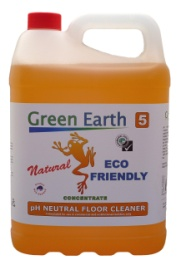 Green Earth 5
Natural
ECO
FRIENDLY
CONCENTRATE
pH NEUTRAL FLOOR CLEANER